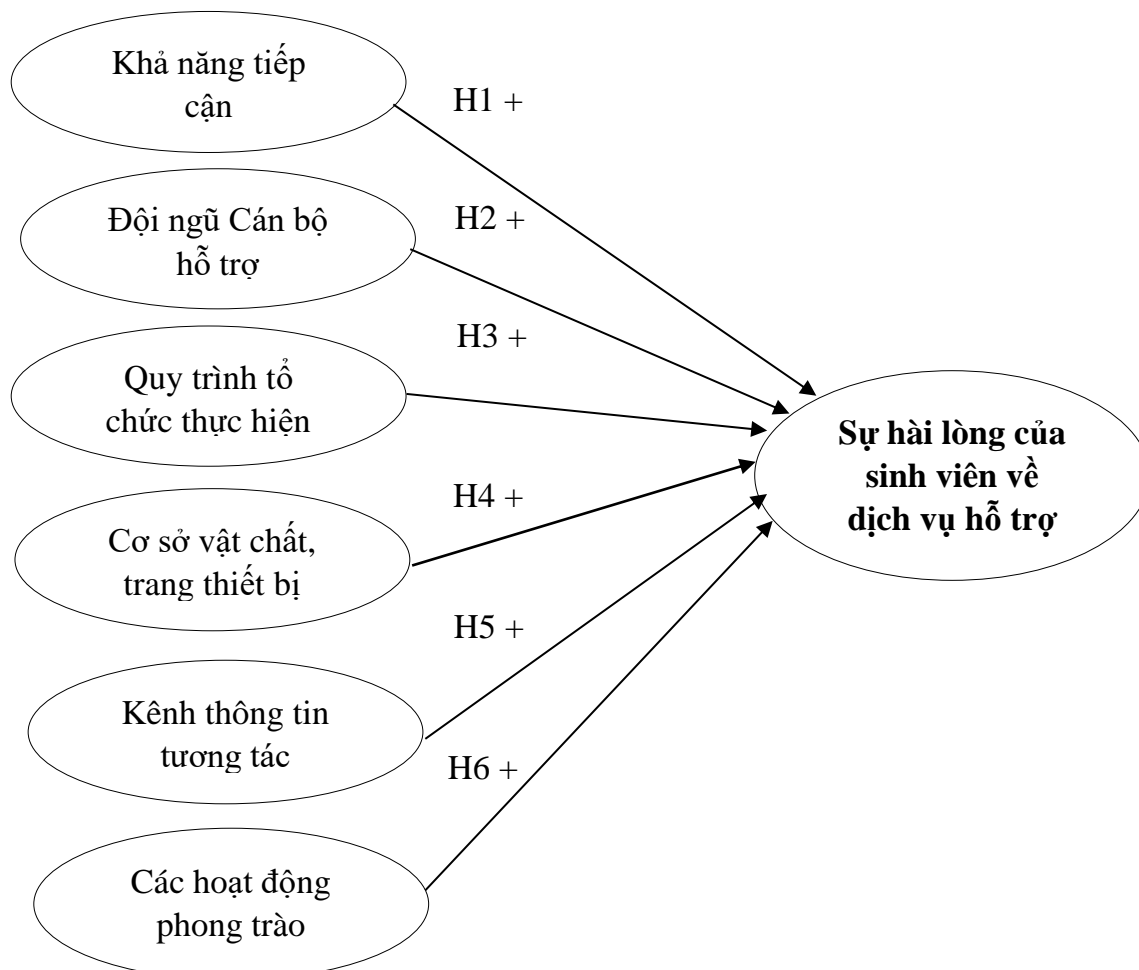 Khả năng tiếp
cận
H1 +
Đội ngũ Cán bộ
hỗ trợ
H2 +
H3 +
Quy trình tổ
chức thực hiện
Sự hài lòng của
sinh viên về
dịch vụ hỗ trợ
H4 +
Cơ sở vật chất,
trang thiết bị
H5 +
Kênh thông tin
tương tác
H6 +
Các hoạt động
phong trào